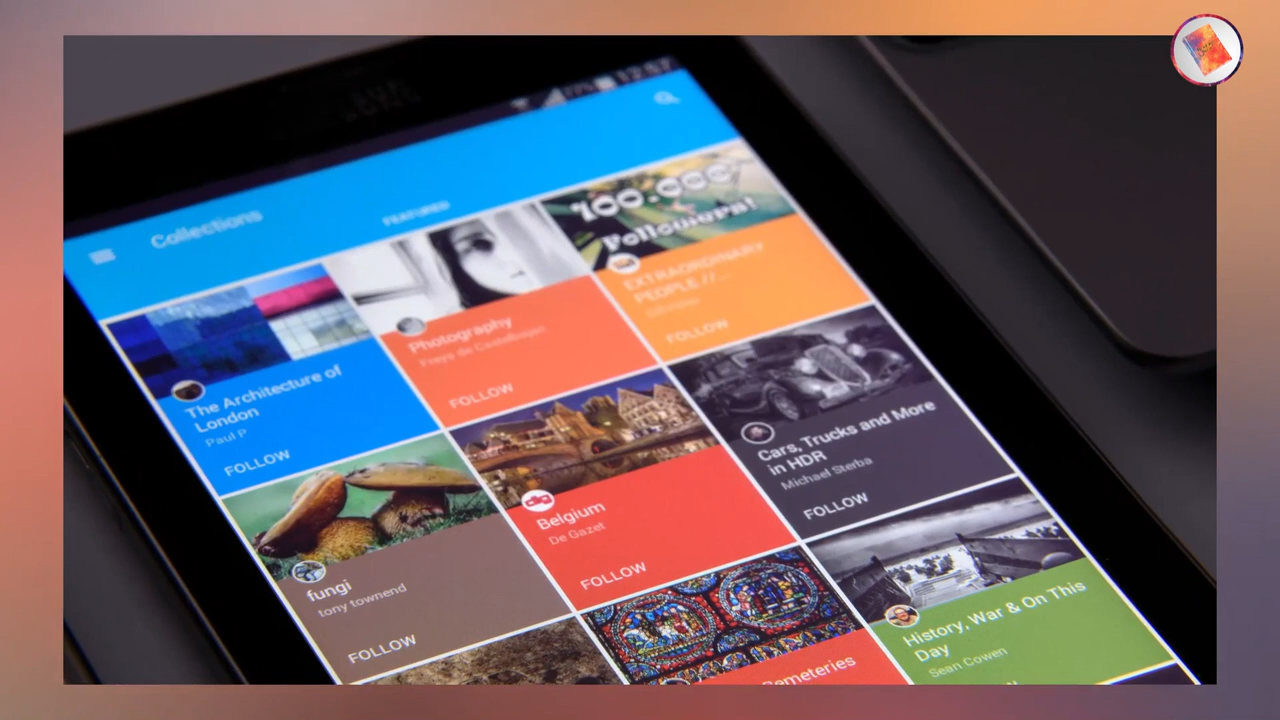 Collections
FEATURED
100.000
Followers!
EXTRAORDINARY
PEOPLE //...
FOLLOW
Photography
FOLLOW
The Architecture of
London
Paul P
FOLLOW
Cars, Trucks and More
in HDR
Michael Sterba
FOLLOW
Belgium
De Gazet
FOLLOW
fungi
tony townend
FOLLOW
History, War & On This
Day
Sean Cowen
Cemeteries